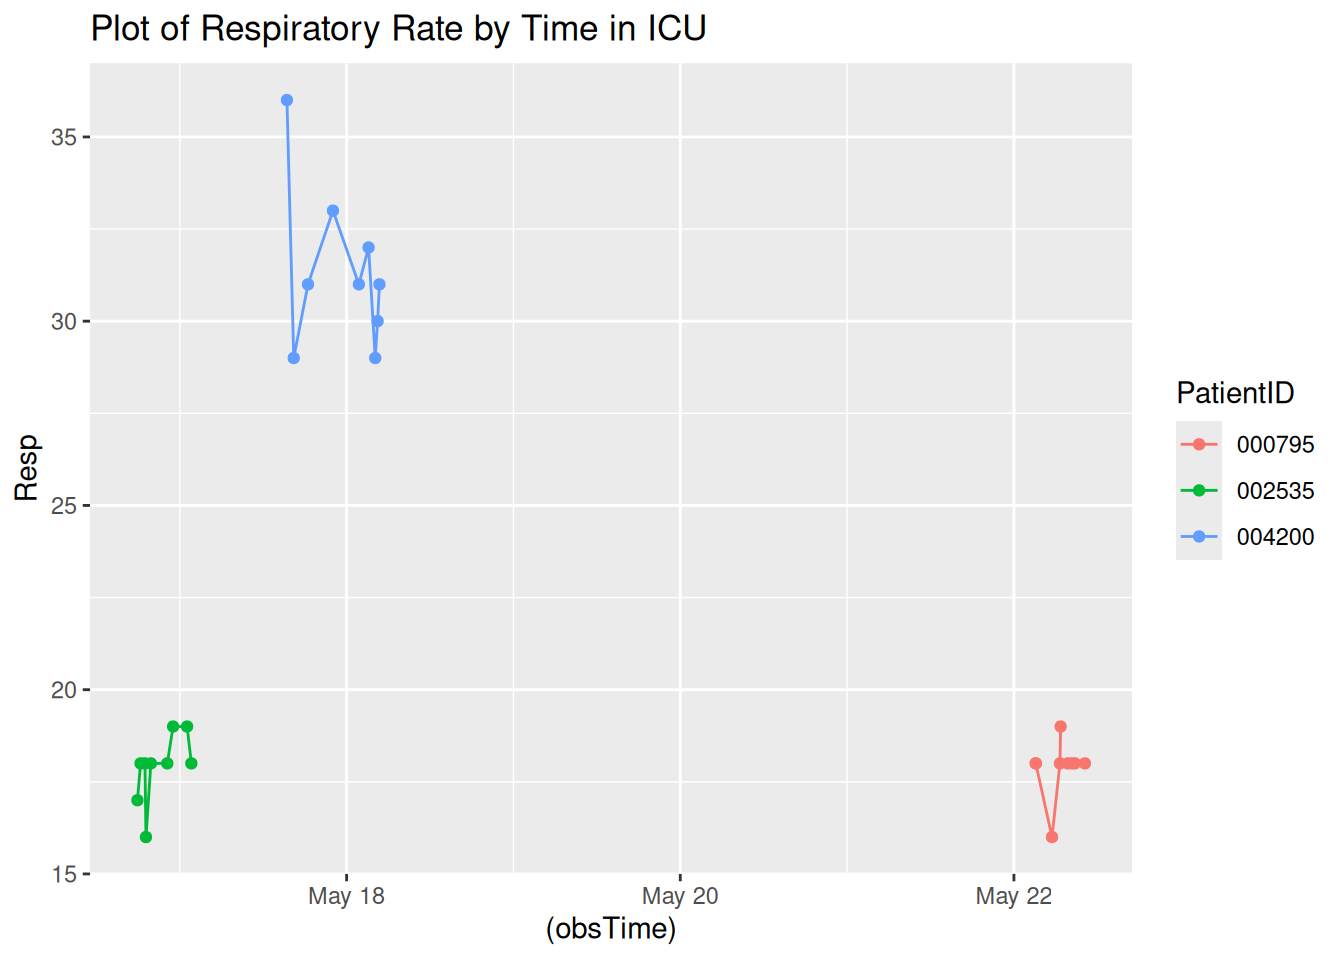 Plot of Respiratory Rate by Time in ICU
Resp
35
30
25
20
15
May 18
May 20
May 22
(obsTime)
PatientID
000795
002535
004200